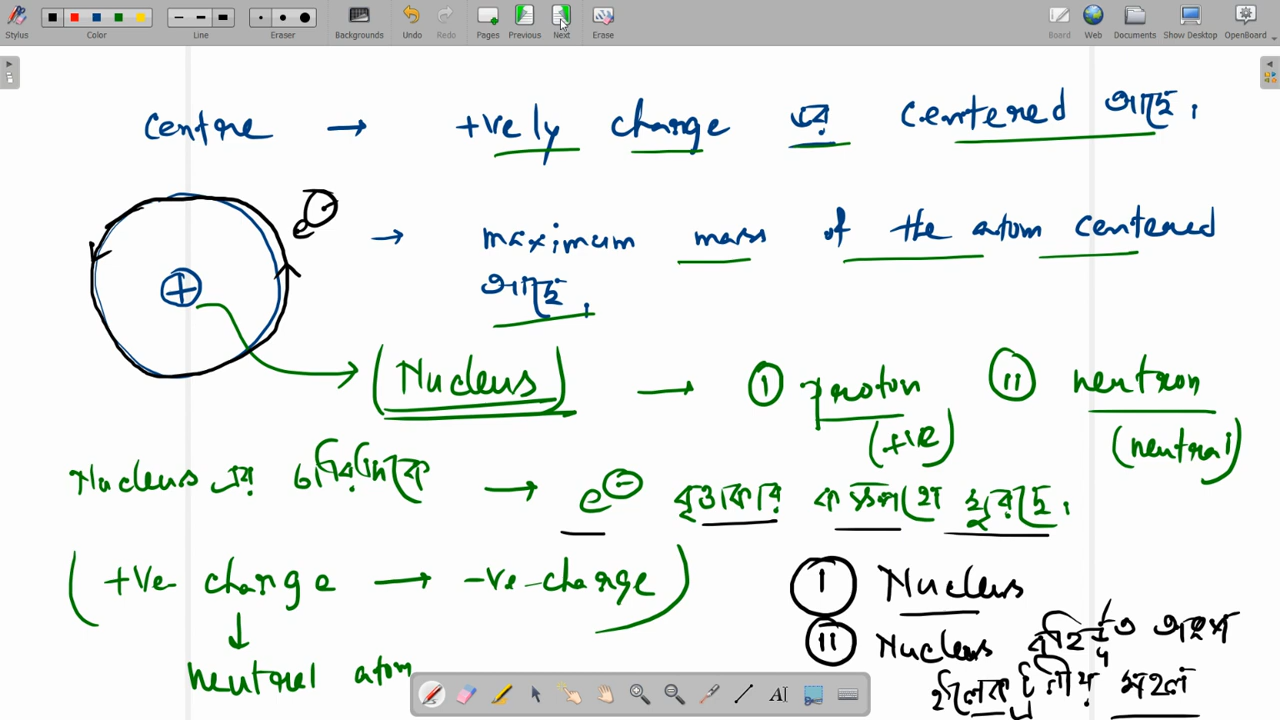 Stylus Color Line Eraser Backgrounds Undo Redo Pages Previous Next Erase Board Web Documents Show Desktop OpenBoard
centre → +vely charge centered আছে।
e⊖ → maximum mass of the atom centered
আছে।
+
Nucleus → I proton II neutron
(+ve) (neutral)
Nucleus এর চারিদিকে → e⊖ বৃত্তাকার কক্ষপথে ঘুরছে।
(+ve charge → -ve-charge)
↓
neutral atom
I Nucleus
II Nucleus